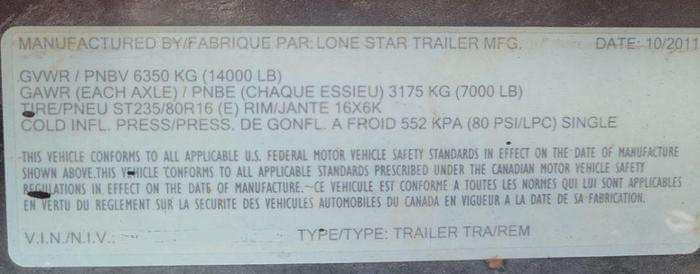 MANUFACTURED BY/FABRIQUE PAR: LONE STAR TRAILER MFG. DATE: 10/2011
GVWR / PNBV 6350 KG (14000 LB)
GAWR (EACH AXLE) / PNBE (CHAQUE ESSIEU) 3175 KG (7000 LB)
TIRE/PNEU ST235/80R16 (E) RIM/JANTE 16X6K
COLD INFL. PRESS/PRESS. DE GONFL. A FROID 552 KPA (80 PSI/LPC) SINGLE
THIS VEHICLE CONFORMS TO ALL APPLICABLE U.S. FEDERAL MOTOR VEHICLE SAFETY STANDARDS IN EFFECT ON THE DATE OF MANUFACTURE
SHOWN ABOVE.THIS VEHICLE CONFORMS TO ALL APPLICABLE STANDARDS PRESCRIBED UNDER THE CANADIAN MOTOR VEHICLE SAFETY
REGULATIONS IN EFFECT ON THE DATE OF MANUFACTURE.-CE VEHICULE EST CONFORME A TOUTES LES NORMES QUI LUI SONT APPLICABLES
EN VERTU DU REGLEMENT SUR LA SECURITE DES VEHICULES AUTOMOBILES DU CANADA EN VIGUEUR A LA DATE DE SA FABRICATION.
V.I.N./N.I.V.: TYPE/TYPE: TRAILER TRA/REM